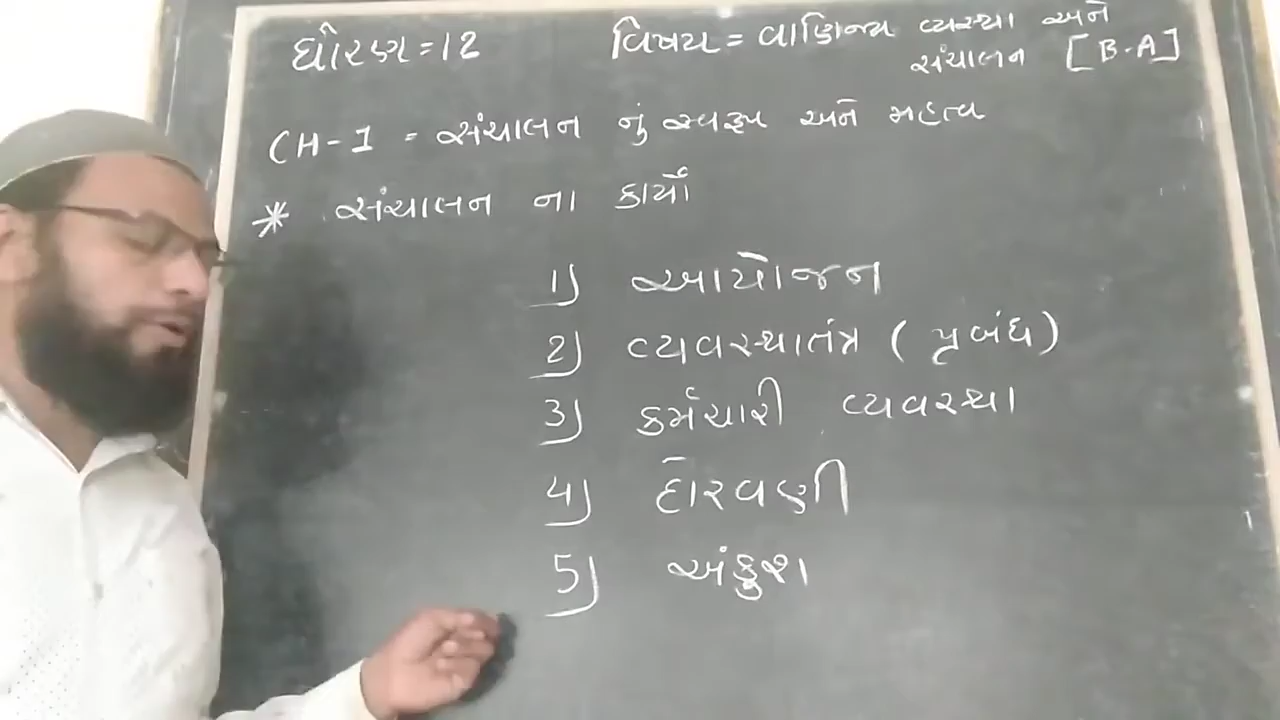 ધોરણ = 12
વિષય = વાણિજ્ય વ્યવસ્થા અને
સંચાલન [B.A]
CH-1 = સંચાલન નું સ્વરૂપ અને મહત્વ
* સંચાલન ના કાર્યો
1) આયોજન
2) વ્યવસ્થાતંત્ર (પ્રબંધ)
3) કર્મચારી વ્યવસ્થા
4) દોરવણી
5) અંકુશ